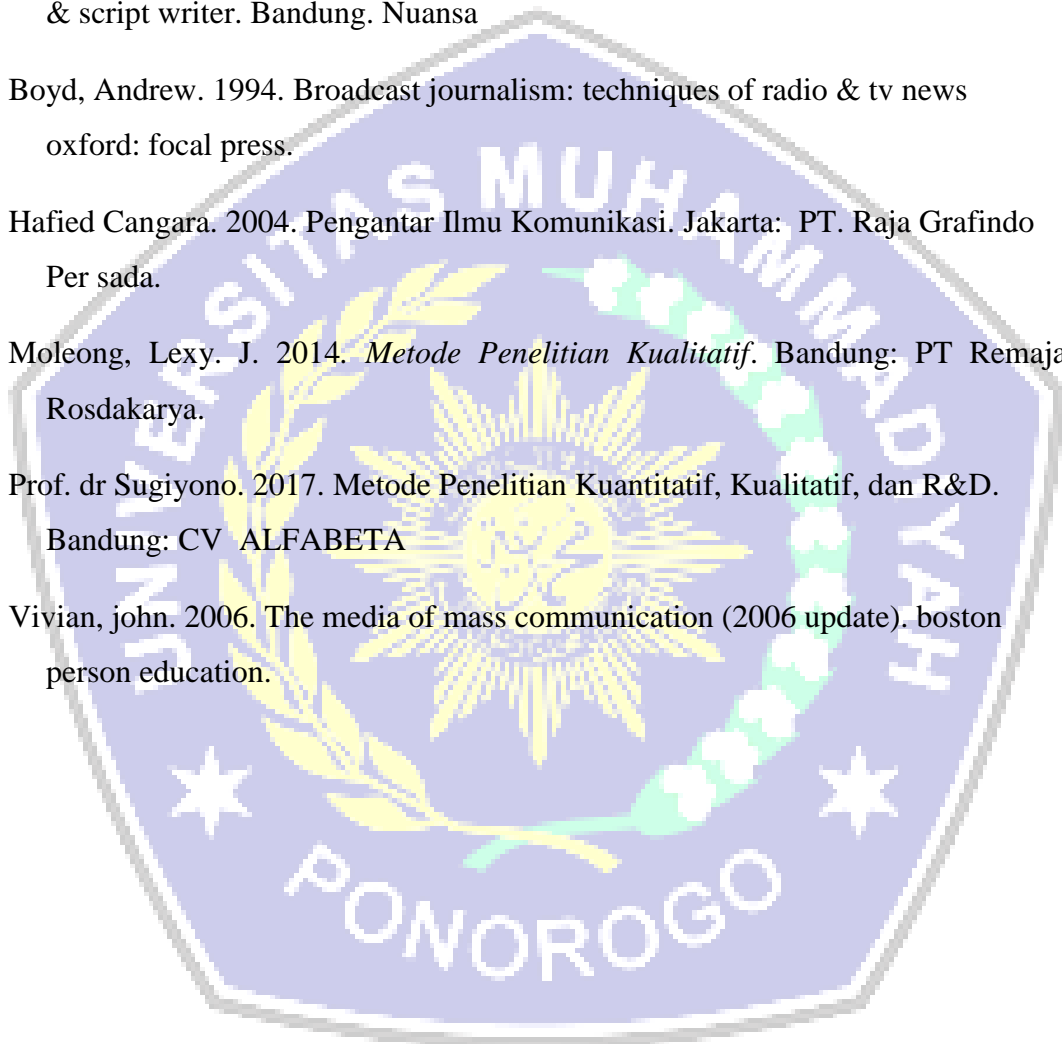 & script writer. Bandung. Nuansa
Boyd, Andrew. 1994. Broadcast journalism: techniques of radio & tv news
oxford: focal press.
Hafied Cangara. 2004. Pengantar Ilmu Komunikasi. Jakarta: PT. Raja Grafindo
Per sada.
Moleong, Lexy. J. 2014. Metode Penelitian Kualitatif. Bandung: PT Remaja
Rosdakarya.
Prof. dr Sugiyono. 2017. Metode Penelitian Kuantitatif, Kualitatif, dan R&D.
Bandung: CV ALFABETA
Vivian, john. 2006. The media of mass communication (2006 update). boston
person education.
UNIVERSITAS MUHAMMADIYAH
PONOROGO